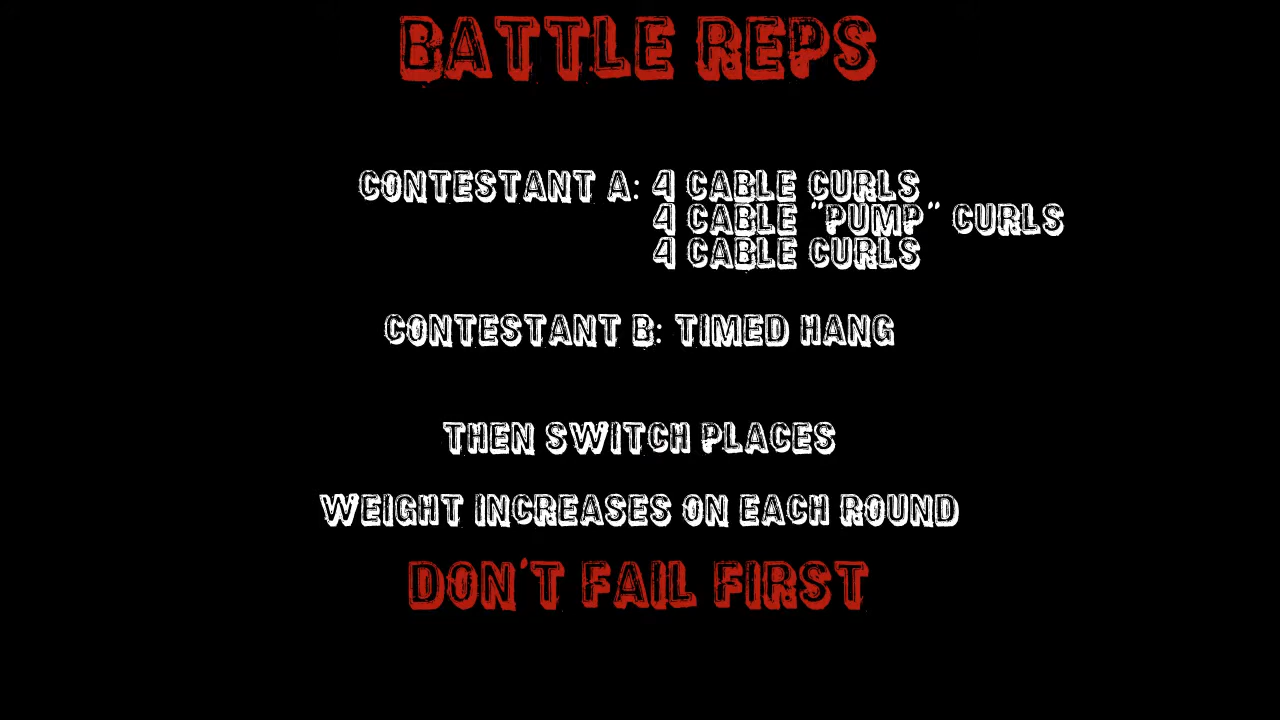 BATTLE REPS
CONTESTANT A: 4 CABLE CURLS
4 CABLE "PUMP" CURLS
4 CABLE CURLS
CONTESTANT B: TIMED HANG
THEN SWITCH PLACES
WEIGHT INCREASES ON EACH ROUND
DON'T FAIL FIRST